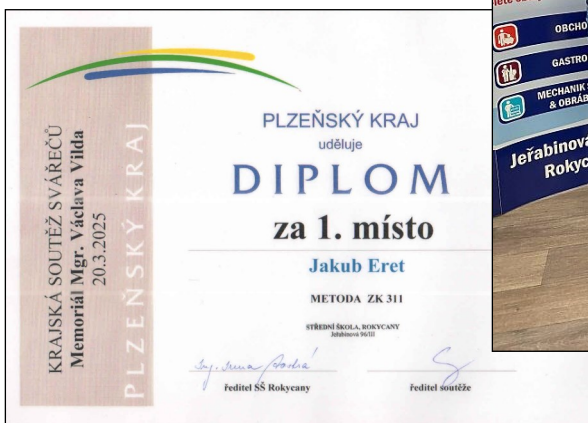 KRAJSKÁ SOUTĚŽ SVÁŘEČŮ
Memoriál Mgr. Václava Vilda
20.3.2025
PLZEŇSKÝ KRAJ
PLZEŇSKÝ KRAJ
uděluje
DIPLOM
za 1. místo
Jakub Eret
METODA ZK 311
STŘEDNÍ ŠKOLA, ROKYCANY
Jeřabinová 96/III
ředitel SŠ Rokycany
ředitel soutěže
OBCHO
GASTRO
MECHANIK
& OBRÁB
Jeřabinova
Rokyc